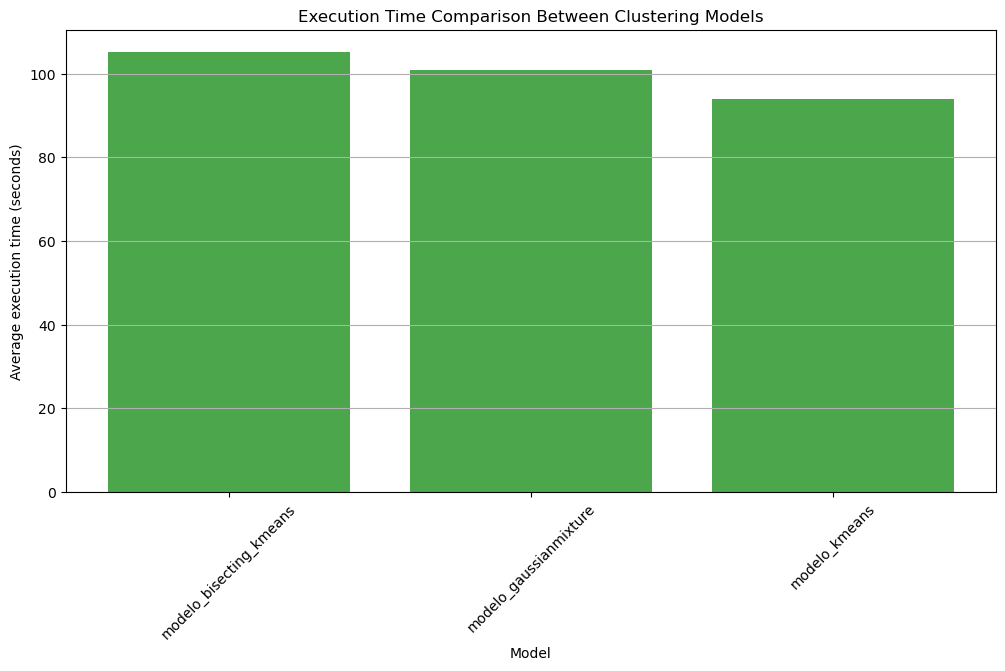 Execution Time Comparison Between Clustering Models
Average execution time (seconds)
100
80
60
40
20
0
modelo_bisecting_kmeans
modelo_gaussianmixture
modelo_kmeans
Model